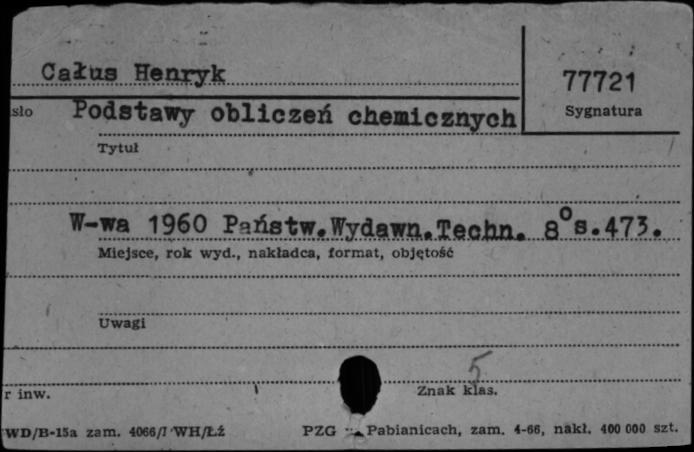 Całus Henryk
77721
Sygnatura
sło Podstawy obliczeń chemicznych
Tytuł
W-wa 1960 Państw.Wydawn.Techn. 8⁰s.473.
Miejsce, rok wyd., nakładca, format, objętość
Uwagi
5
r inw. Znak klas.
WD/B-15a zam. 4066/I WH/Łź PZG Pabianicach, zam. 4-66, nakł. 400 000 szt.